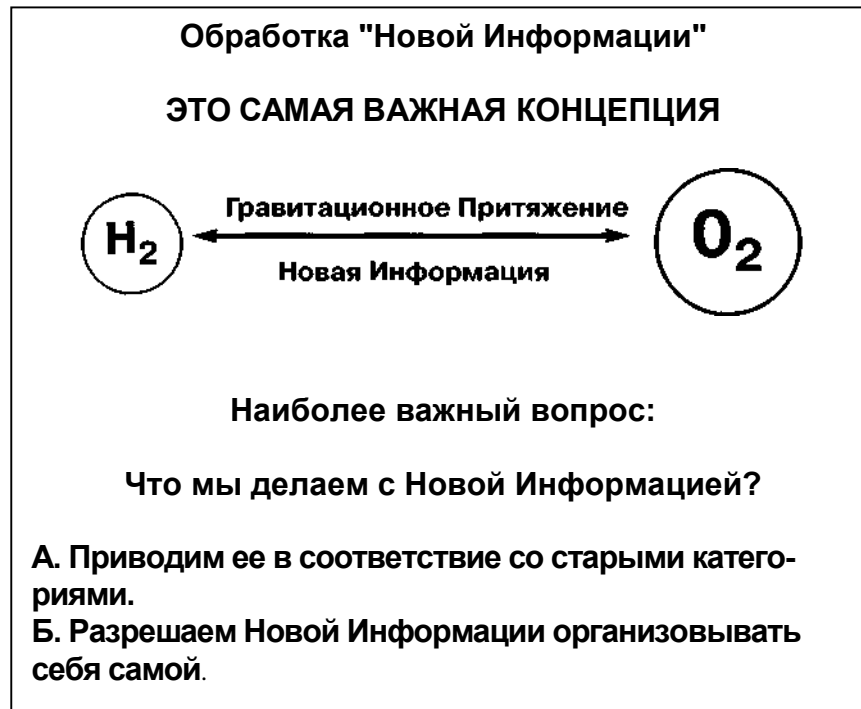 Обработка "Новой Информации"
ЭТО САМАЯ ВАЖНАЯ КОНЦЕПЦИЯ
H₂
Гравитационное Притяжение
Новая Информация
O₂
Наиболее важный вопрос:
Что мы делаем с Новой Информацией?
А. Приводим ее в соответствие со старыми катего-
риями.
Б. Разрешаем Новой Информации организовывать
себя самой.